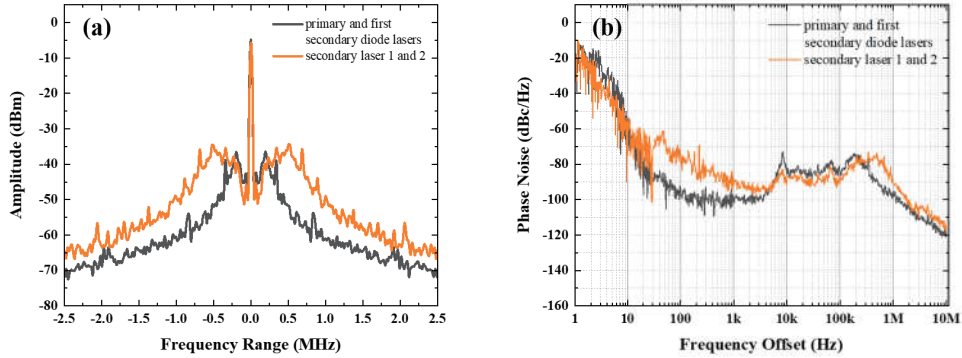 (a)
primary and first
secondary diode lasers
secondary laser 1 and 2
Amplitude (dBm)
0
-10
-20
-30
-40
-50
-60
-70
-80
-2.5 -2.0 -1.5 -1.0 -0.5 0.0 0.5 1.0 1.5 2.0 2.5
Frequency Range (MHz)
(b)
primary and first
secondary diode lasers
secondary laser 1 and 2
Phase Noise (dBc/Hz)
0
-20
-40
-60
-80
-100
-120
-140
-160
1 10 100 1k 10k 100k 1M 10M
Frequency Offset (Hz)